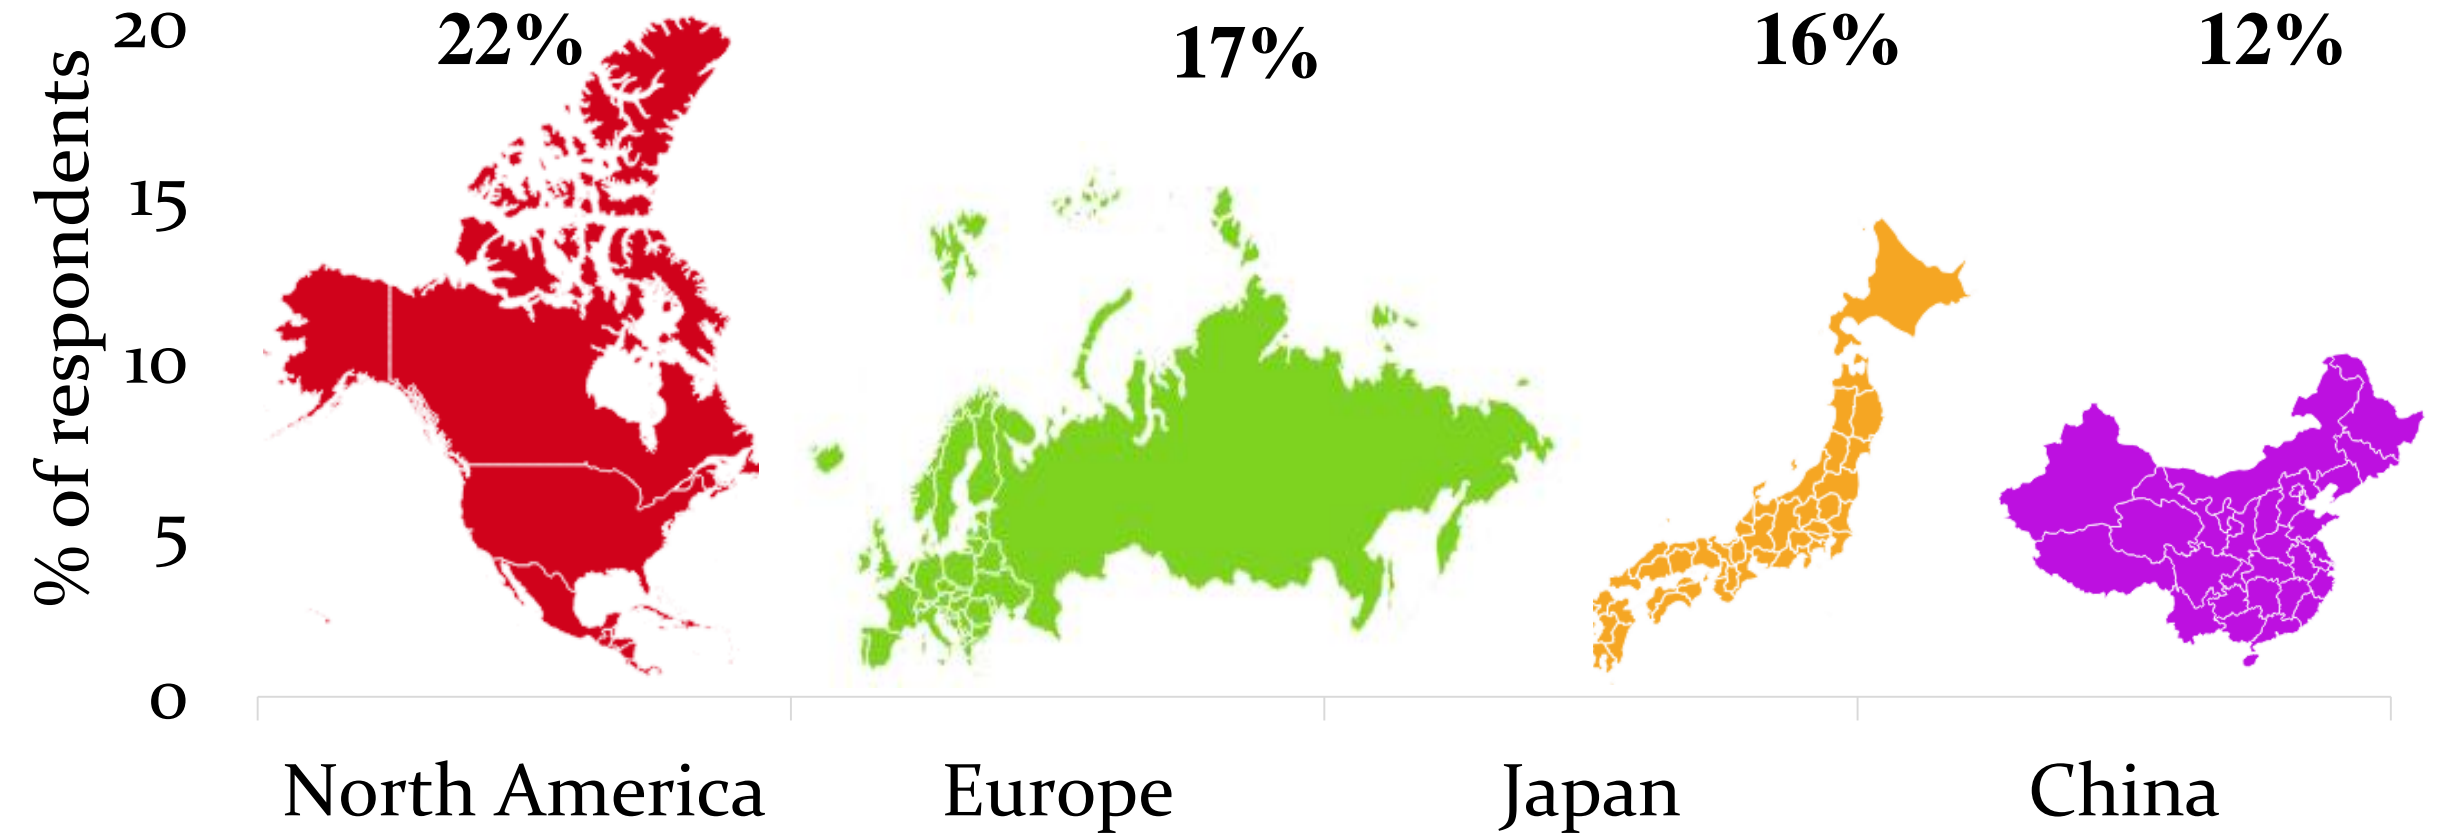 % of respondents
20
15
10
5
0
22%
17%
16%
12%
North America
Europe
Japan
China